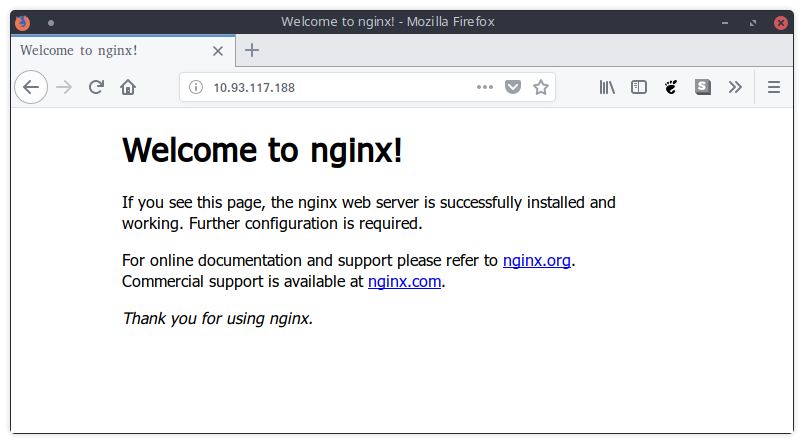 Welcome to nginx! - Mozilla Firefox
Welcome to nginx!
10.93.117.188
S
Welcome to nginx!
If you see this page, the nginx web server is successfully installed and
working. Further configuration is required.
For online documentation and support please refer to nginx.org.
Commercial support is available at nginx.com.
Thank you for using nginx.